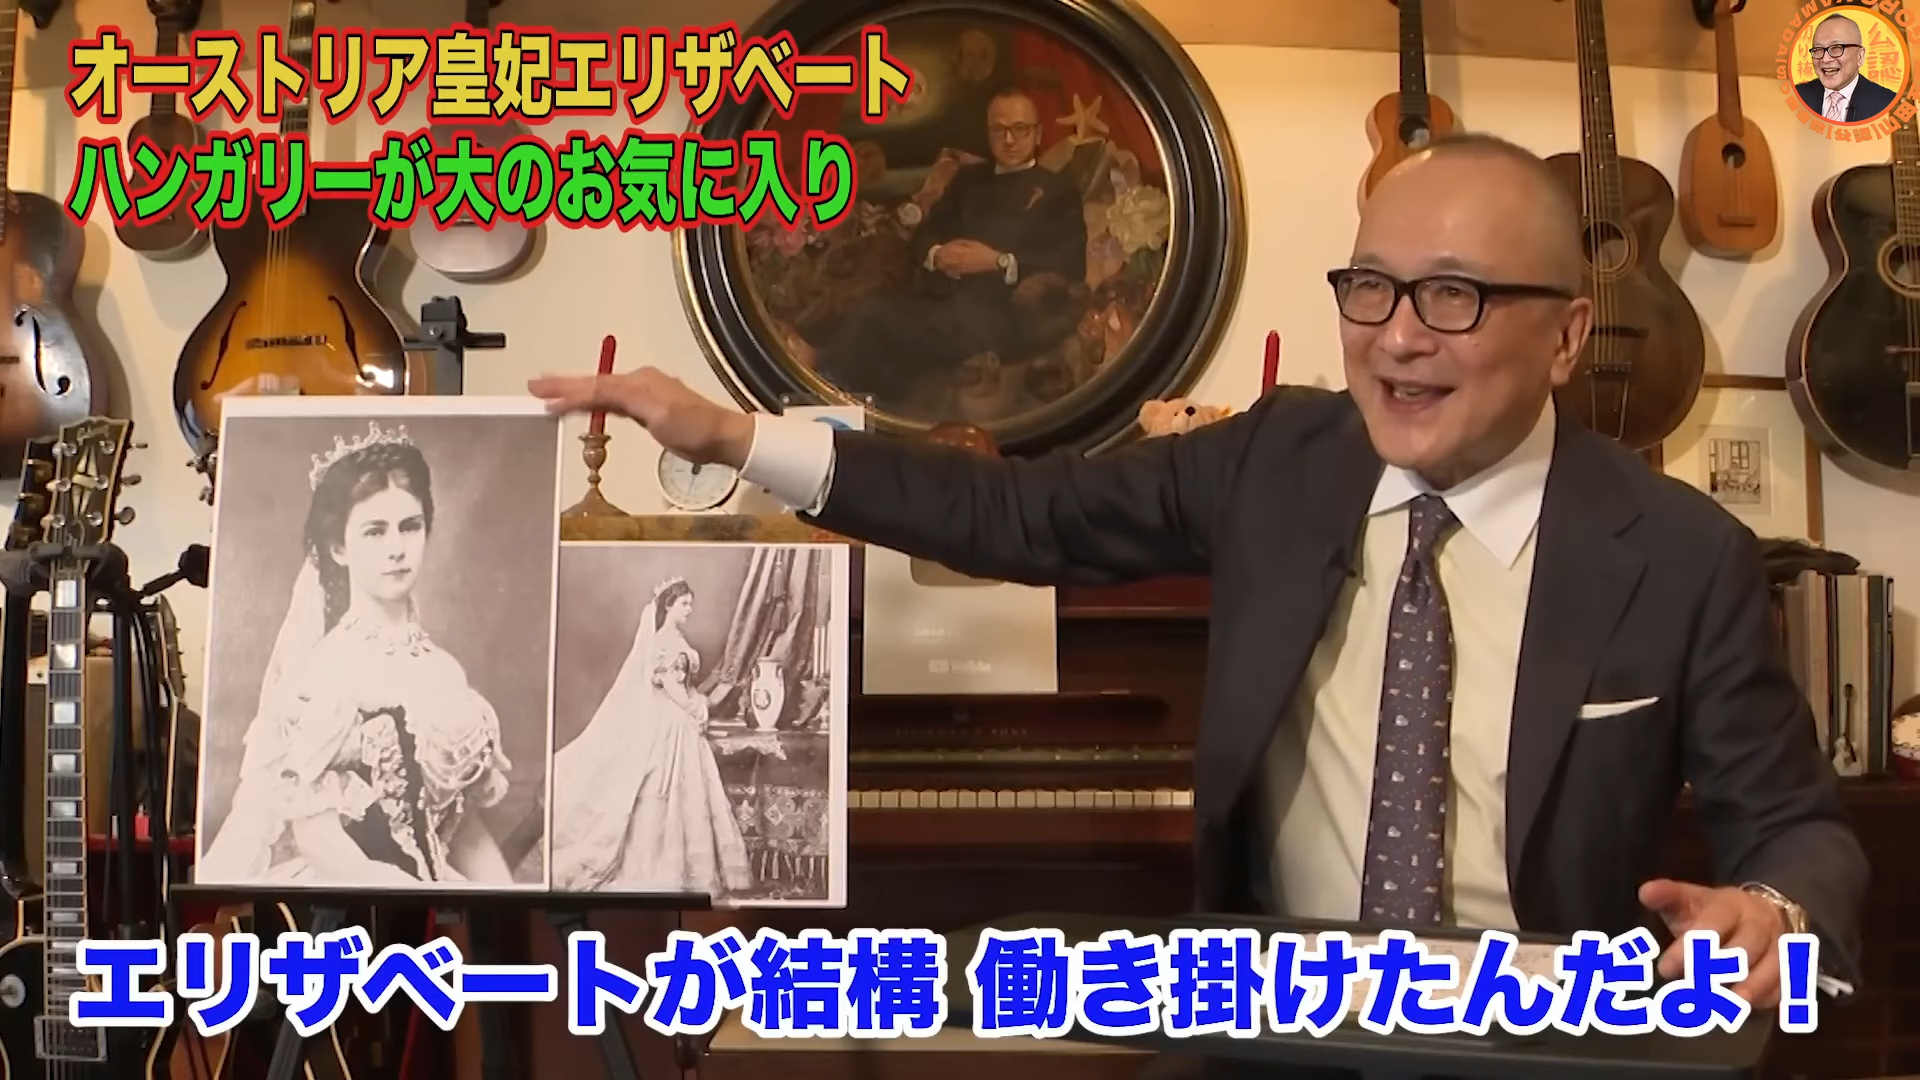 オーストリア皇妃エリザベート
ハンガリーが大のお気に入り
YouTube
エリザベートが結構 働き掛けたんだよ！